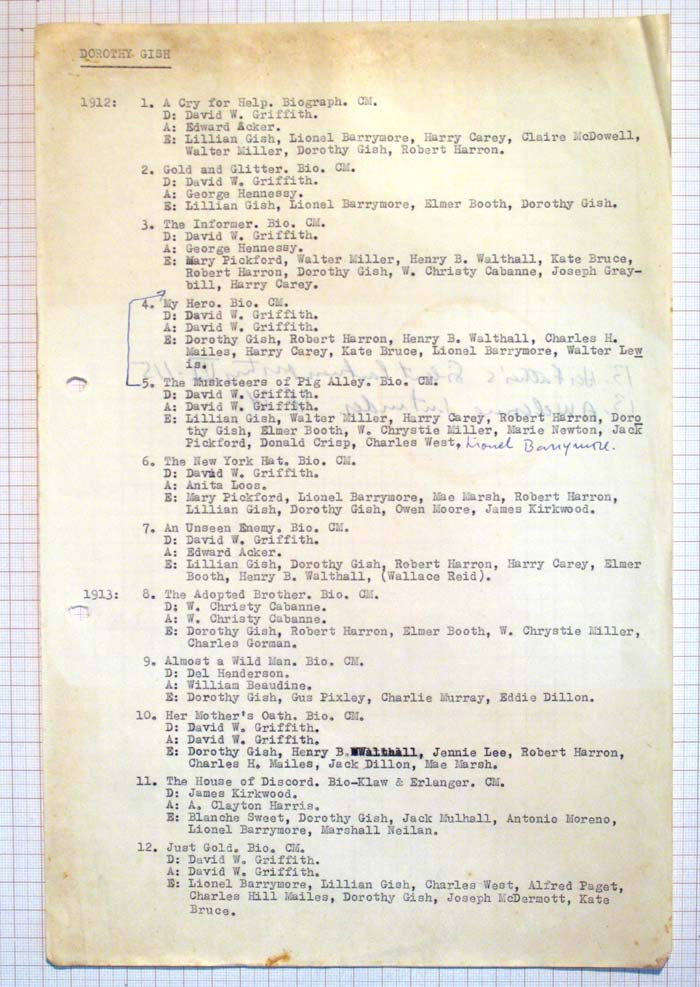 DOROTHY GISH
1912: 1. A Cry for Help. Biograph. CM.
D: David W. Griffith.
A: Edward Acker.
E: Lillian Gish, Lionel Barrymore, Harry Carey, Claire McDowell,
Walter Miller, Dorothy Gish, Robert Harron.
2. Gold and Glitter. Bio. CM.
D: David W. Griffith.
A: George Hennessy.
E: Lillian Gish, Lionel Barrymore, Elmer Booth, Dorothy Gish.
3. The Informer. Bio. CM.
D: David W. Griffith.
A: George Hennessy.
E: Mary Pickford, Walter Miller, Henry B. Walthall, Kate Bruce,
Robert Harron, Dorothy Gish, W. Christy Cabanne, Joseph Gray-
bill, Harry Carey.
4. My Hero. Bio. CM.
D: David W. Griffith.
A: David W. Griffith.
E: Dorothy Gish, Robert Harron, Henry B. Walthall, Charles H.
Mailes, Harry Carey, Kate Bruce, Lionel Barrymore, Walter Lew
is.
5. The Musketeers of Pig Alley. Bio. CM.
D: David W. Griffith.
A: David W. Griffith.
E: Lillian Gish, Walter Miller, Harry Carey, Robert Harron, Doro
thy Gish, Elmer Booth, W. Chrystie Miller, Marie Newton, Jack
Pickford, Donald Crisp, Charles West, Lionel Barrymore.
6. The New York Hat. Bio. CM.
D: David W. Griffith.
A: Anita Loos.
E: Mary Pickford, Lionel Barrymore, Mae Marsh, Robert Harron,
Lillian Gish, Dorothy Gish, Owen Moore, James Kirkwood.
7. An Unseen Enemy. Bio. CM.
D: David W. Griffith.
A: Edward Acker.
E: Lillian Gish, Dorothy Gish, Robert Harron, Harry Carey, Elmer
Booth, Henry B. Walthall, (Wallace Reid).
1913: 8. The Adopted Brother. Bio. CM.
D: W. Christy Cabanne.
A: W. Christy Cabanne.
E: Dorothy Gish, Robert Harron, Elmer Booth, W. Chrystie Miller,
Charles Gorman.
9. Almost a Wild Man. Bio. CM.
D: Del Henderson.
A: William Beaudine.
E: Dorothy Gish, Gus Pixley, Charlie Murray, Eddie Dillon.
10. Her Mother's Oath. Bio. CM.
D: David W. Griffith.
A: David W. Griffith.
E: Dorothy Gish, Henry B. Walthall, Jennie Lee, Robert Harron,
Charles H. Mailes, Jack Dillon, Mae Marsh.
11. The House of Discord. Bio-Klaw & Erlanger. CM.
D: James Kirkwood.
A: A. Clayton Harris.
E: Blanche Sweet, Dorothy Gish, Jack Mulhall, Antonio Moreno,
Lionel Barrymore, Marshall Neilan.
12. Just Gold. Bio. CM.
D: David W. Griffith.
A: David W. Griffith.
E: Lionel Barrymore, Lillian Gish, Charles West, Alfred Paget,
Charles Hill Mailes, Dorothy Gish, Joseph McDermott, Kate
Bruce.